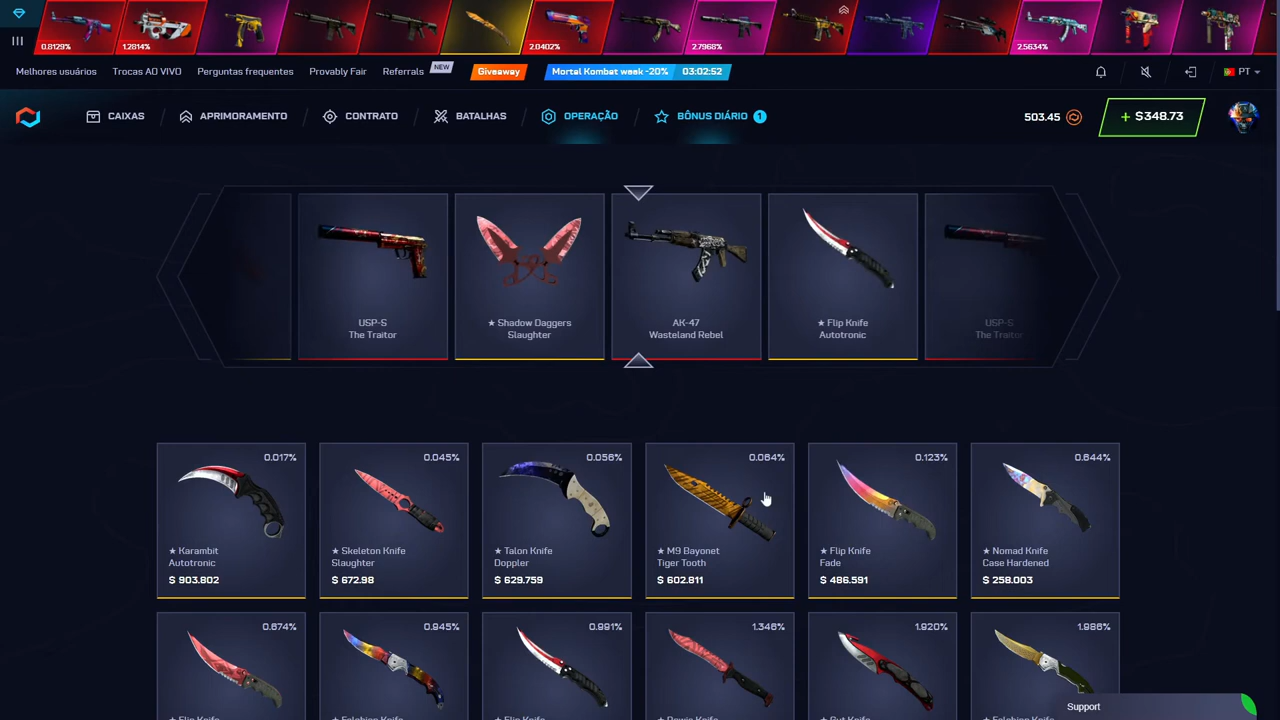 0.8129%
1.2814%
2.0402%
2.7968%
2.5634%
Melhores usuários
Trocas AO VIVO
Perguntas frequentes
Provably Fair
Referrals
NEW
Giveaway
Mortal Kombat week -20%
03:02:52
PT
CAIXAS
APRIMORAMENTO
CONTRATO
BATALHAS
OPERAÇÃO
BÔNUS DIÁRIO
1
503.45
+ $348.73
USP-S
The Traitor
★ Shadow Daggers
Slaughter
AK-47
Wasteland Rebel
★ Flip Knife
Autotronic
USP-S
The Traitor
0.017%
★ Karambit
Autotronic
$ 903.802
0.045%
★ Skeleton Knife
Slaughter
$ 672.98
0.056%
★ Talon Knife
Doppler
$ 629.759
0.064%
★ M9 Bayonet
Tiger Tooth
$ 602.811
0.123%
★ Flip Knife
Fade
$ 486.591
0.644%
★ Nomad Knife
Case Hardened
$ 258.003
0.674%
0.945%
0.991%
1.346%
1.920%
1.986%
Support